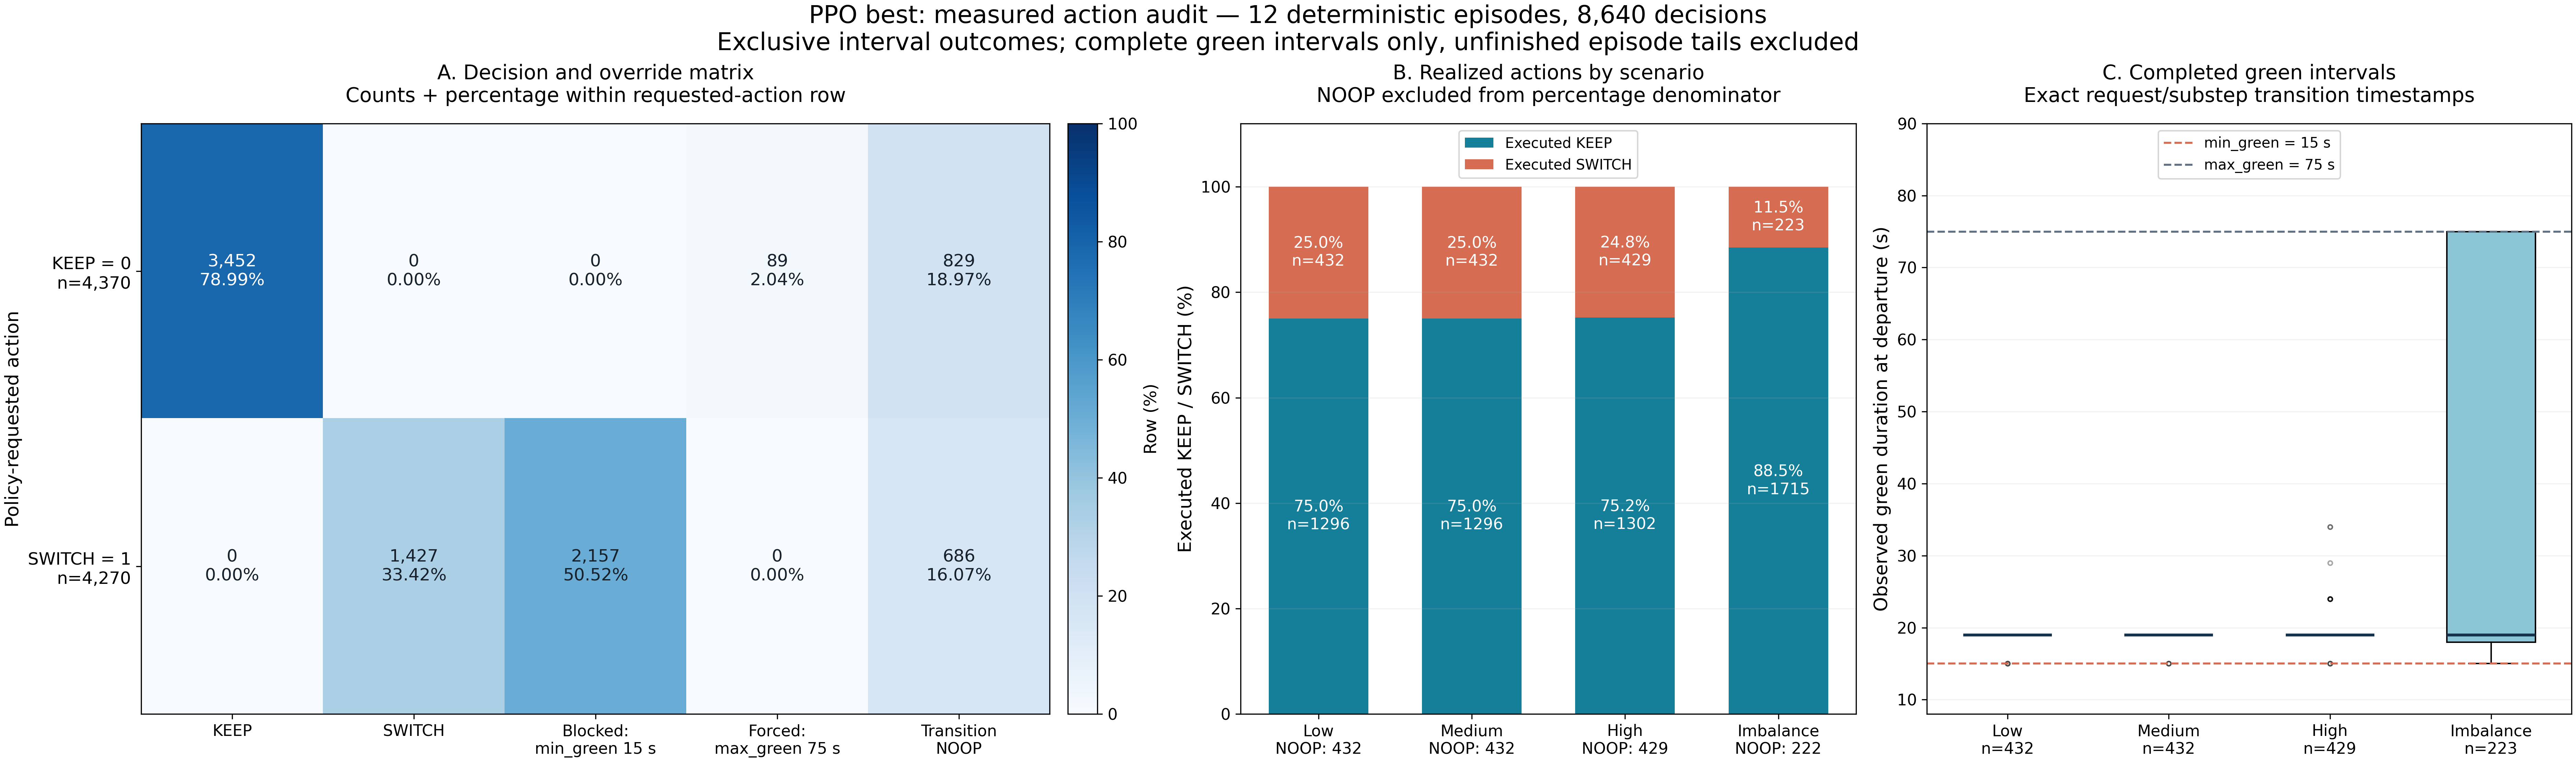 PPO best: measured action audit — 12 deterministic episodes, 8,640 decisions
Exclusive interval outcomes; complete green intervals only, unfinished episode tails excluded
A. Decision and override matrix
Counts + percentage within requested-action row
Policy-requested action
KEEP = 0
n=4,370
SWITCH = 1
n=4,270
3,452
78.99%
0
0.00%
0
0.00%
89
2.04%
829
18.97%
0
0.00%
1,427
33.42%
2,157
50.52%
0
0.00%
686
16.07%
KEEP
SWITCH
Blocked:
min_green 15 s
Forced:
max_green 75 s
Transition
NOOP
100
80
60
40
20
0
Row (%)
B. Realized actions by scenario
NOOP excluded from percentage denominator
Executed KEEP / SWITCH (%)
100
80
60
40
20
0
Executed KEEP
Executed SWITCH
25.0%
n=432
25.0%
n=432
24.8%
n=429
11.5%
n=223
75.0%
n=1296
75.0%
n=1296
75.2%
n=1302
88.5%
n=1715
Low
NOOP: 432
Medium
NOOP: 432
High
NOOP: 429
Imbalance
NOOP: 222
C. Completed green intervals
Exact request/substep transition timestamps
Observed green duration at departure (s)
90
80
70
60
50
40
30
20
10
min_green = 15 s
max_green = 75 s
Low
n=432
Medium
n=432
High
n=429
Imbalance
n=223